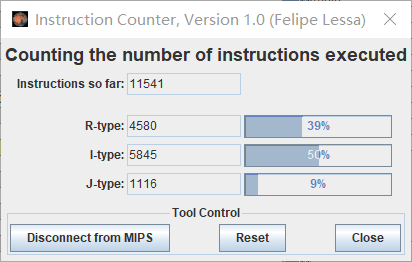 Instruction Counter, Version 1.0 (Felipe Lessa)
Counting the number of instructions executed
Instructions so far: 11541
R-type: 4580 39%
I-type: 5845 50%
J-type: 1116 9%
Tool Control
Disconnect from MIPS Reset Close